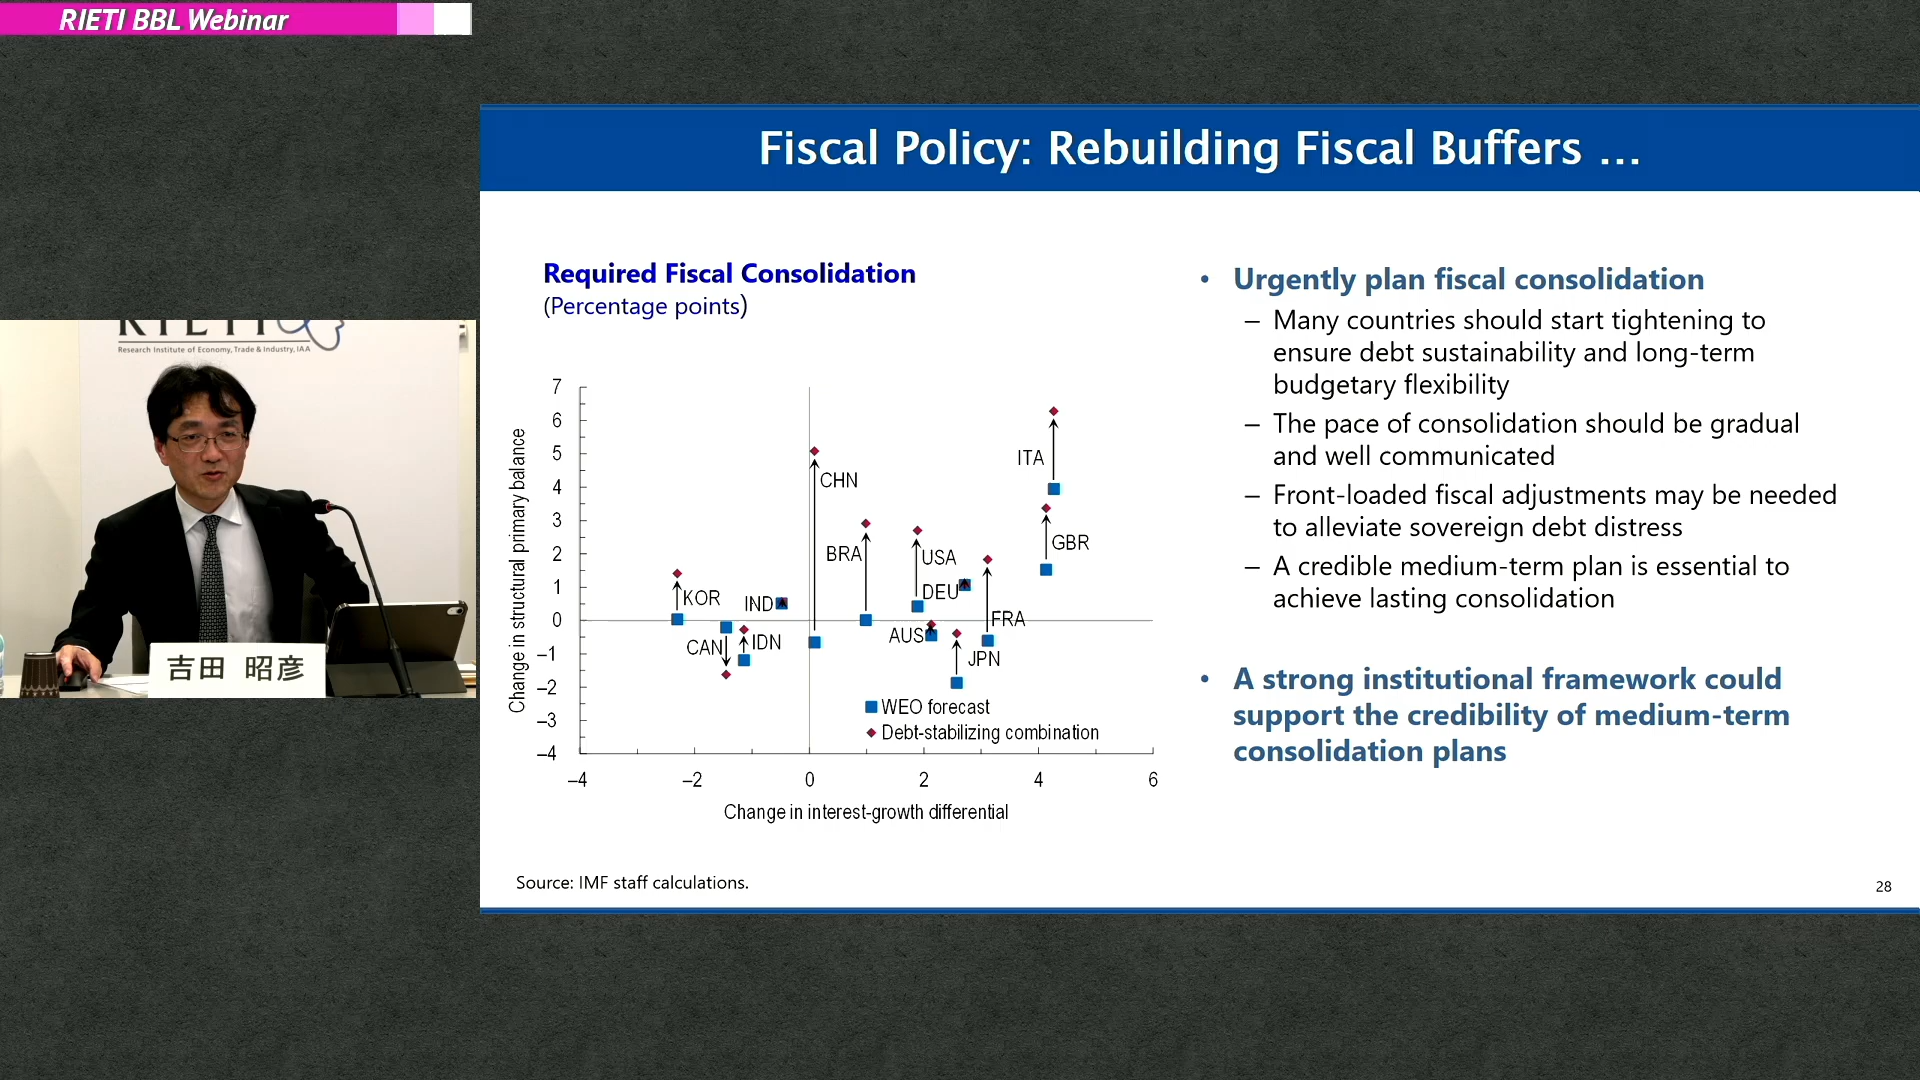 RIETI BBL Webinar
RIETI
Research Institute of Economy, Trade & Industry, IAA
吉田 昭彦
Fiscal Policy: Rebuilding Fiscal Buffers …
Required Fiscal Consolidation
(Percentage points)
Change in structural primary balance
7
6
5
4
3
2
1
0
–1
–2
–3
–4
ITA
CHN
GBR
BRA
USA
DEU
KOR
IND
FRA
AUS
CAN
IDN
JPN
WEO forecast
Debt-stabilizing combination
–4
–2
0
2
4
6
Change in interest-growth differential
• Urgently plan fiscal consolidation
– Many countries should start tightening to
ensure debt sustainability and long-term
budgetary flexibility
– The pace of consolidation should be gradual
and well communicated
– Front-loaded fiscal adjustments may be needed
to alleviate sovereign debt distress
– A credible medium-term plan is essential to
achieve lasting consolidation
• A strong institutional framework could
support the credibility of medium-term
consolidation plans
Source: IMF staff calculations.
28